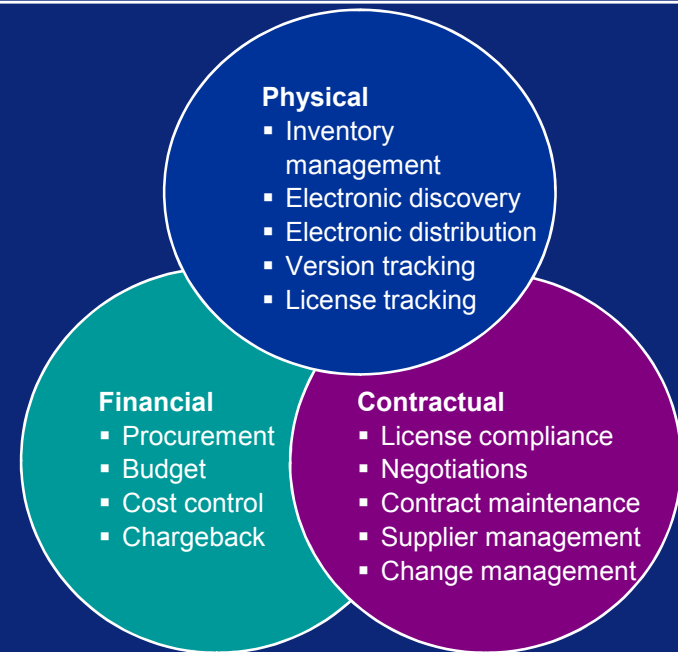 Physical
▪ Inventory
management
▪ Electronic discovery
▪ Electronic distribution
▪ Version tracking
▪ License tracking
Financial
▪ Procurement
▪ Budget
▪ Cost control
▪ Chargeback
Contractual
▪ License compliance
▪ Negotiations
▪ Contract maintenance
▪ Supplier management
▪ Change management